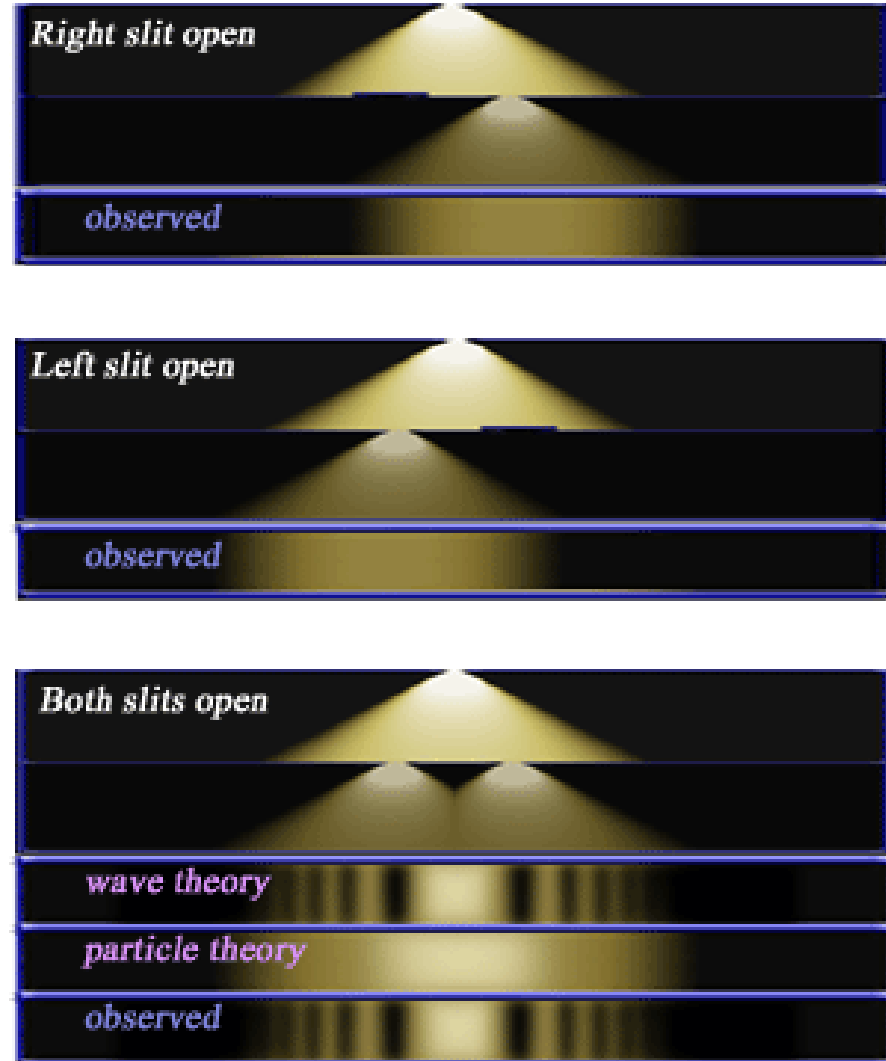 Right slit open
observed
Left slit open
observed
Both slits open
wave theory
particle theory
observed